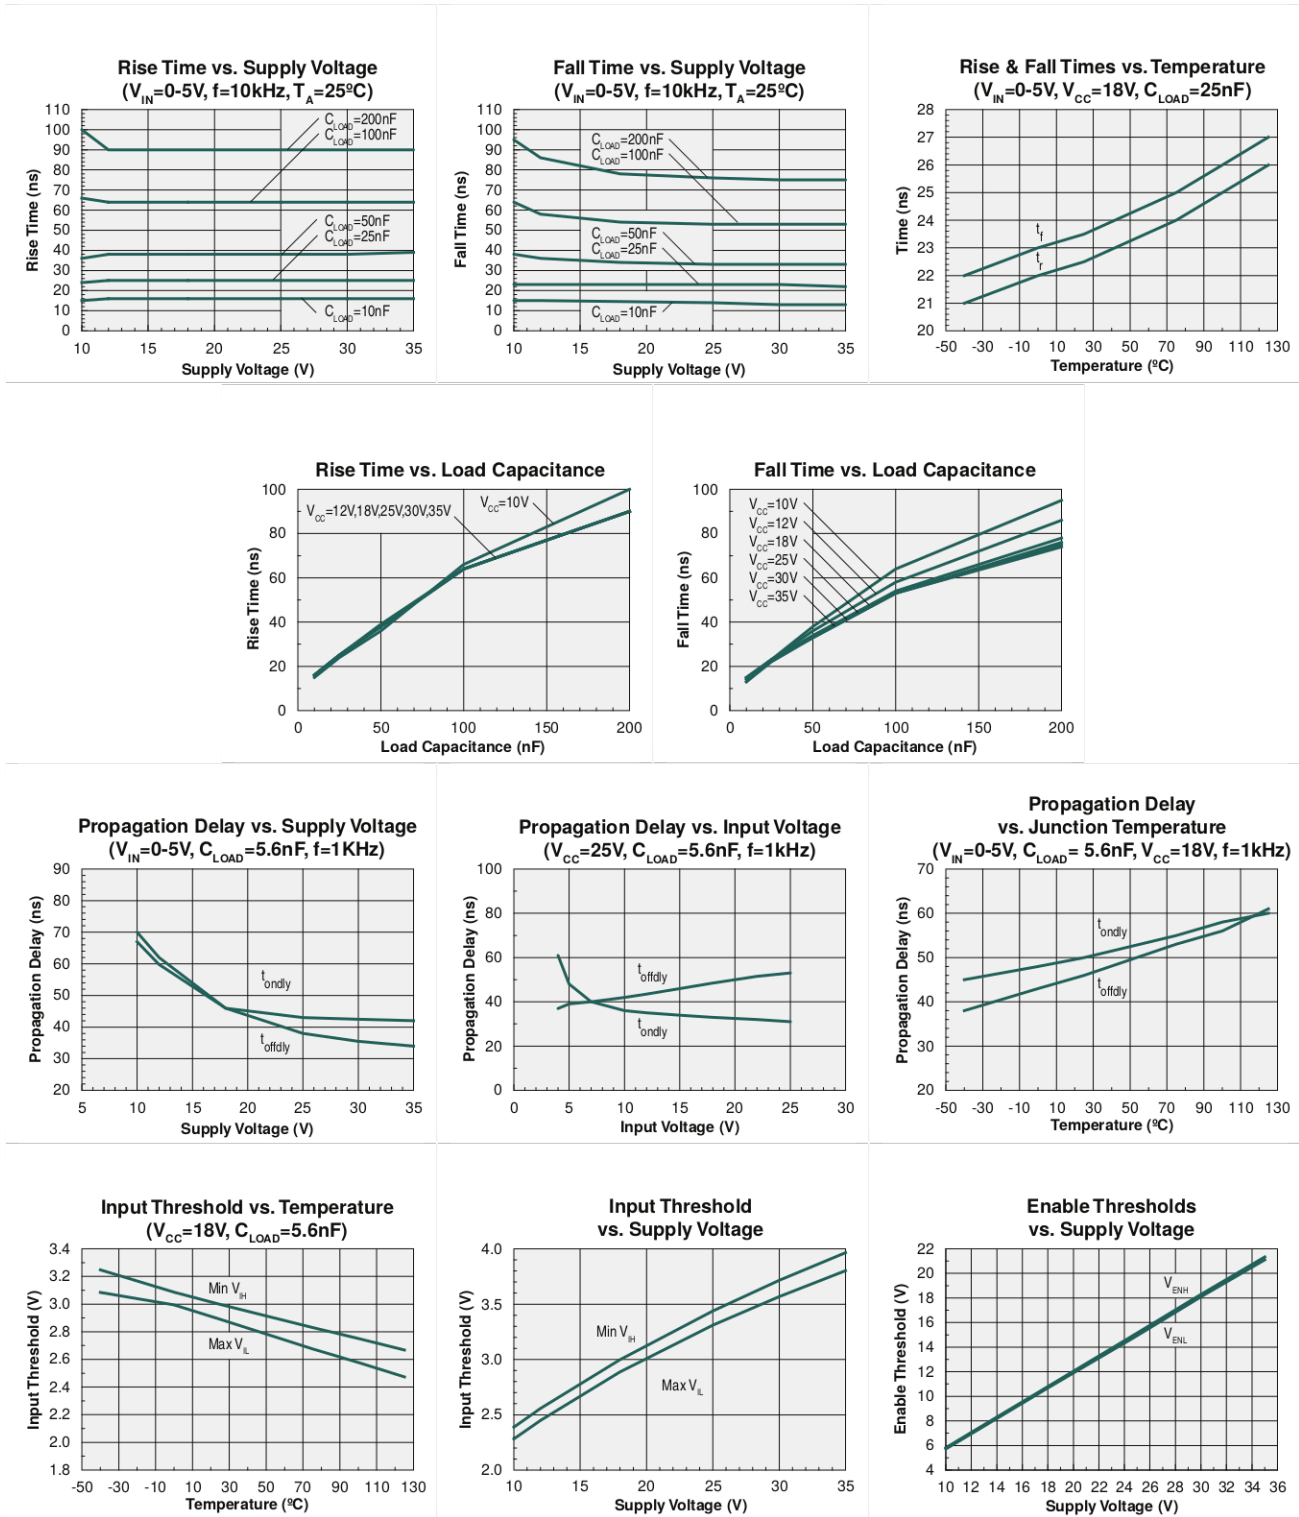 Rise Time vs. Supply Voltage
(VIN=0-5V, f=10kHz, TA=25ºC)
110
100
90
80
70
60
50
40
30
20
10
0
Rise Time (ns)
CLOAD=200nF
CLOAD=100nF
CLOAD=50nF
CLOAD=25nF
CLOAD=10nF
10 15 20 25 30 35
Supply Voltage (V)
Fall Time vs. Supply Voltage
(VIN=0-5V, f=10kHz, TA=25ºC)
110
100
90
80
70
60
50
40
30
20
10
0
Fall Time (ns)
CLOAD=200nF
CLOAD=100nF
CLOAD=50nF
CLOAD=25nF
CLOAD=10nF
10 15 20 25 30 35
Supply Voltage (V)
Rise & Fall Times vs. Temperature
(VIN=0-5V, VCC=18V, CLOAD=25nF)
28
27
26
25
24
23
22
21
20
Time (ns)
tf
tr
-50 -30 -10 10 30 50 70 90 110 130
Temperature (ºC)
Rise Time vs. Load Capacitance
100
80
60
40
20
0
Rise Time (ns)
VCC=12V,18V,25V,30V,35V
VCC=10V
0 50 100 150 200
Load Capacitance (nF)
Fall Time vs. Load Capacitance
100
80
60
40
20
0
Fall Time (ns)
VCC=10V
VCC=12V
VCC=18V
VCC=25V
VCC=30V
VCC=35V
0 50 100 150 200
Load Capacitance (nF)
Propagation Delay vs. Supply Voltage
(VIN=0-5V, CLOAD=5.6nF, f=1KHz)
90
80
70
60
50
40
30
20
Propagation Delay (ns)
tondly
toffdly
5 10 15 20 25 30 35
Supply Voltage (V)
Propagation Delay vs. Input Voltage
(VCC=25V, CLOAD=5.6nF, f=1kHz)
100
80
60
40
20
0
Propagation Delay (ns)
toffdly
tondly
0 5 10 15 20 25 30
Input Voltage (V)
Propagation Delay
vs. Junction Temperature
(VIN=0-5V, CLOAD= 5.6nF, VCC=18V, f=1kHz)
70
60
50
40
30
20
Propagation Delay (ns)
tondly
toffdly
-50 -30 -10 10 30 50 70 90 110 130
Temperature (ºC)
Input Threshold vs. Temperature
(VCC=18V, CLOAD=5.6nF)
3.4
3.2
3.0
2.8
2.6
2.4
2.2
2.0
1.8
Input Threshold (V)
Min VIH
Max VIL
-50 -30 -10 10 30 50 70 90 110 130
Temperature (ºC)
Input Threshold
vs. Supply Voltage
4.0
3.5
3.0
2.5
2.0
Input Threshold (V)
Min VIH
Max VIL
10 15 20 25 30 35
Supply Voltage (V)
Enable Thresholds
vs. Supply Voltage
22
20
18
16
14
12
10
8
6
4
Enable Threshold (V)
VENH
VENL
10 12 14 16 18 20 22 24 26 28 30 32 34 36
Supply Voltage (V)